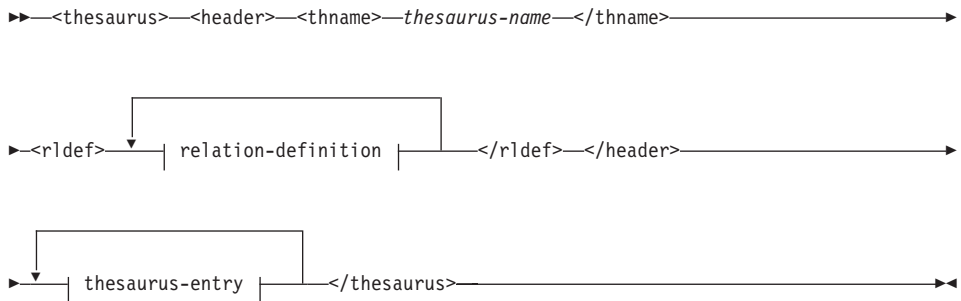 <thesaurus> <header> <thname> thesaurus-name </thname>
<rldef> relation-definition </rldef> </header>
thesaurus-entry </thesaurus>